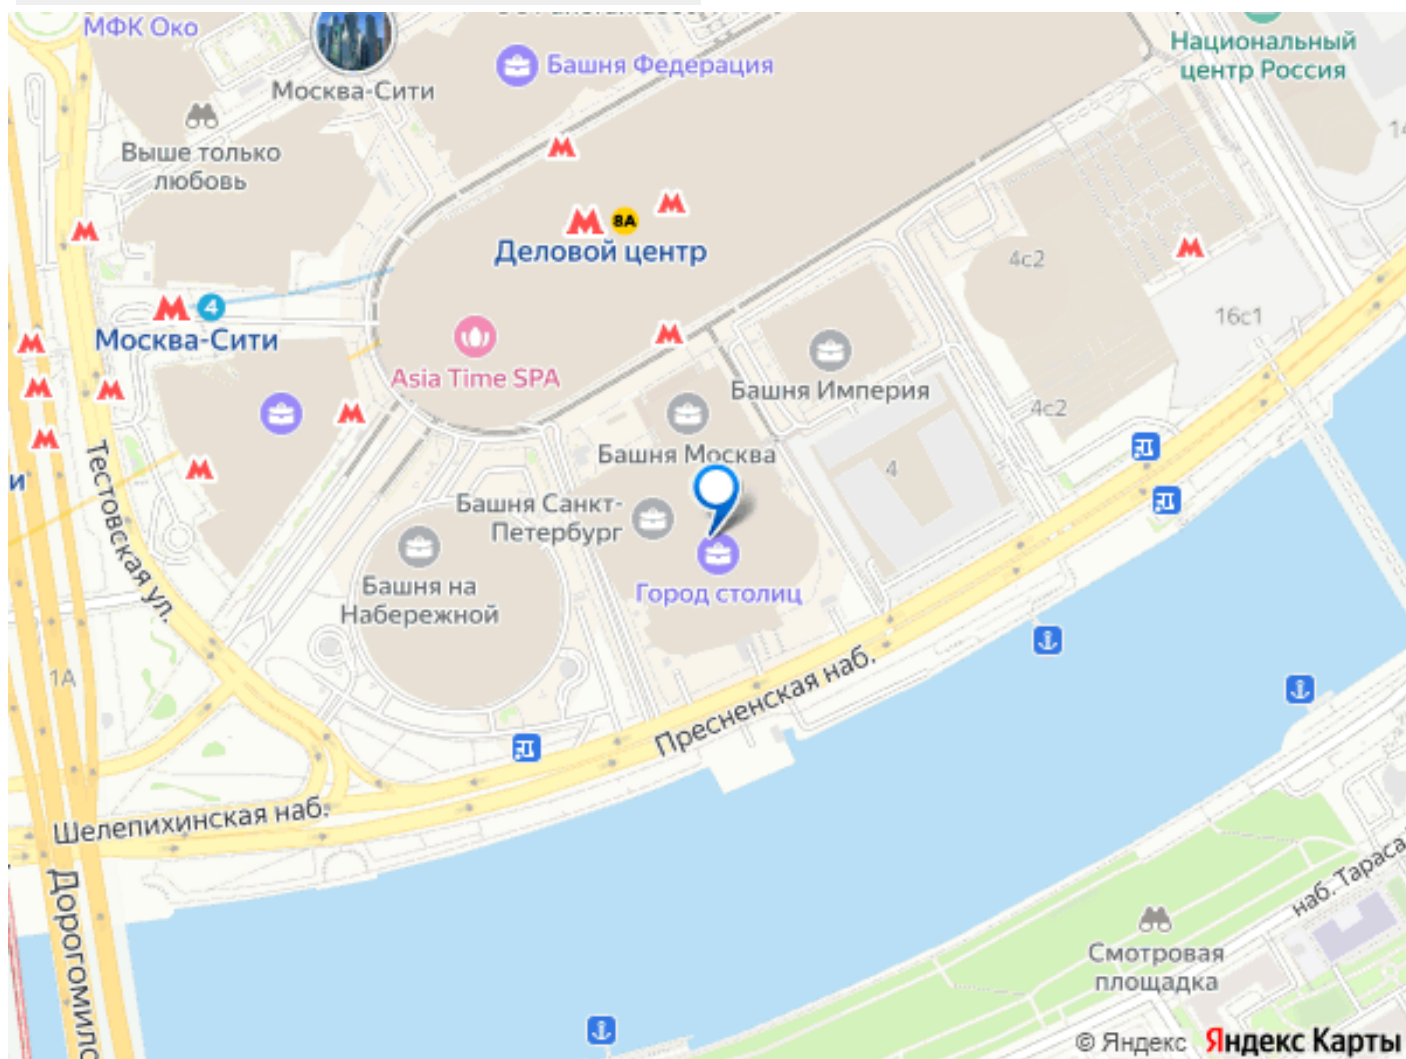 МФК Око
Башня Федерация
Национальный
центр Россия
Москва-Сити
Выше только
любовь
8А
Деловой центр
4с2
4
Москва-Сити
16с1
Asia Time SPA
Башня Империя
4с2
Башня Москва
4
и
Башня Санкт-
Петербург
Тестовская ул.
Башня на
Набережной
Город столиц
1А
Пресненская наб.
Шелепихинская наб.
Дорогомило
наб. Тараса
Смотровая
площадка
© Яндекс Яндекс Карты